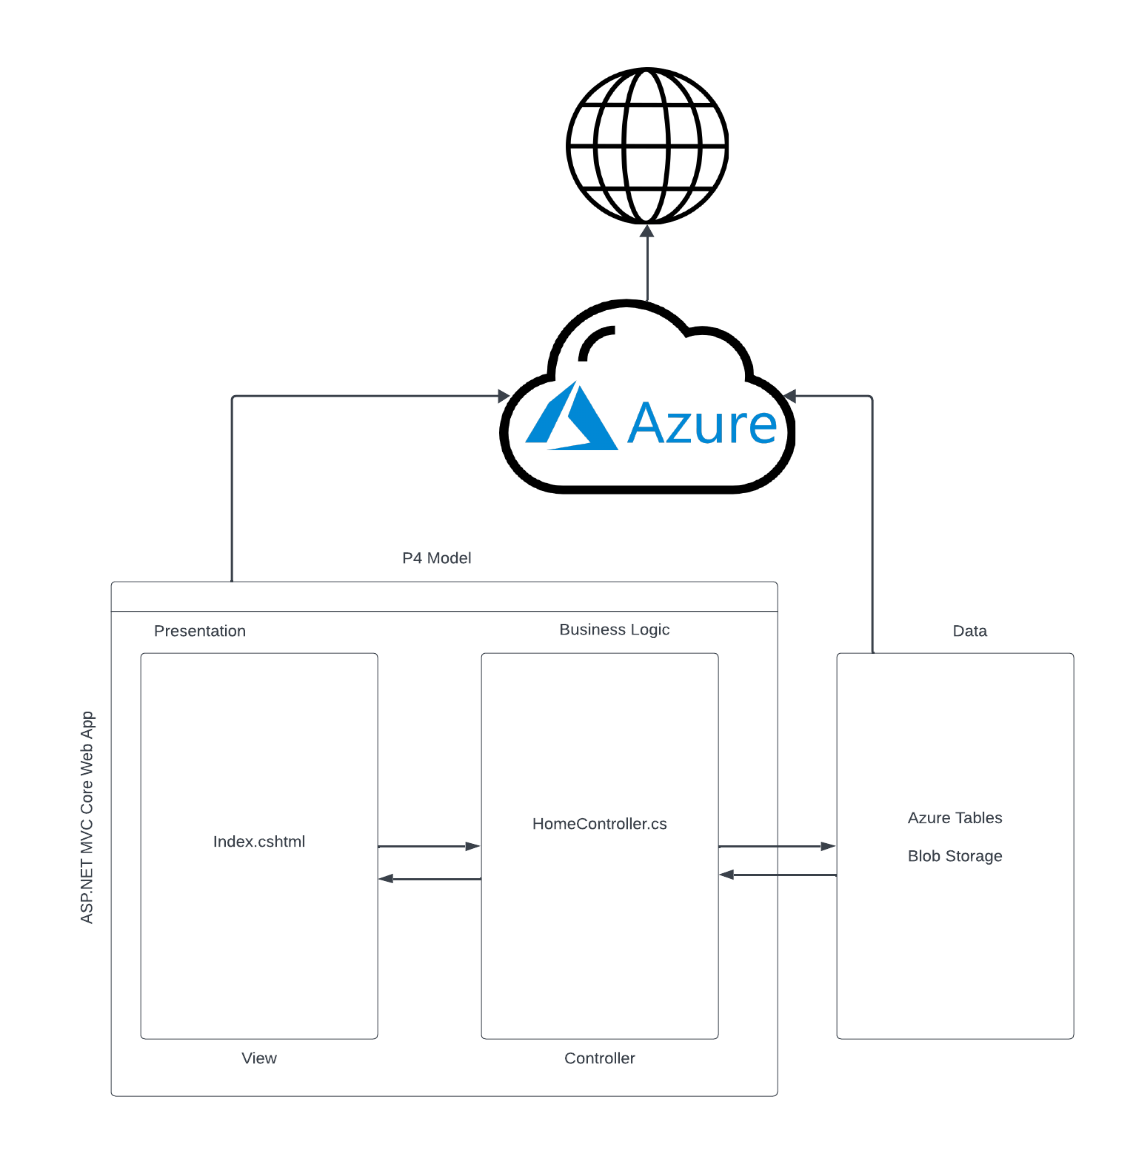 Azure
P4 Model
Presentation
Business Logic
Data
ASP.NET MVC Core Web App
Index.cshtml
HomeController.cs
Azure Tables
Blob Storage
View
Controller